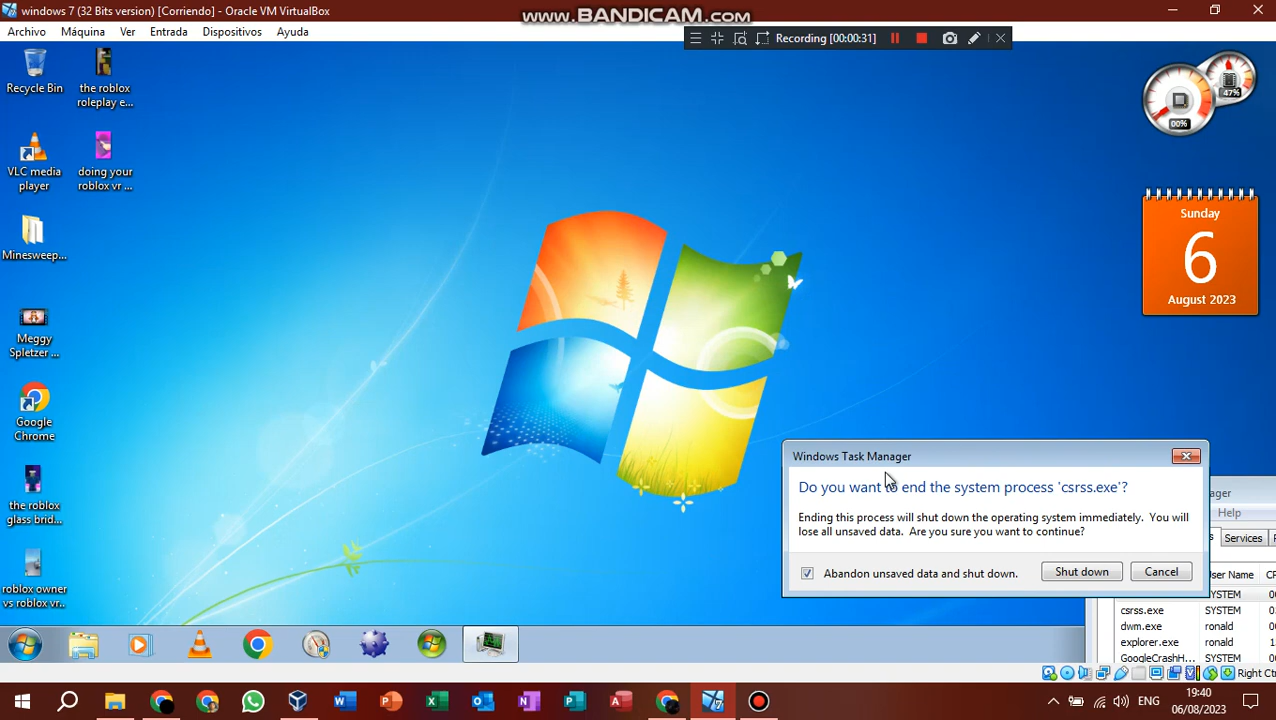 windows 7 (32 Bits version) [Corriendo] - Oracle VM VirtualBox
www.BANDICAM.com
Archivo Máquina Ver Entrada Dispositivos Ayuda
Recording [00:00:31]
Recycle Bin
the roblox
roleplay e...
47%
00%
VLC media
player
doing your
roblox vr ...
Minesweep...
Sunday
6
August 2023
Meggy
Spletzer ...
Google
Chrome
the roblox
glass brid...
roblox owner
vs roblox vr...
Windows Task Manager
Do you want to end the system process 'csrss.exe'?
Ending this process will shut down the operating system immediately. You will
lose all unsaved data. Are you sure you want to continue?
Abandon unsaved data and shut down.
Shut down
Cancel
ager
Help
Services
User Name
SYSTEM
csrss.exe SYSTEM
dwm.exe ronald
explorer.exe ronald
GoogleCrashH... SYSTEM
Right Ctrl
ENG
19:40
06/08/2023